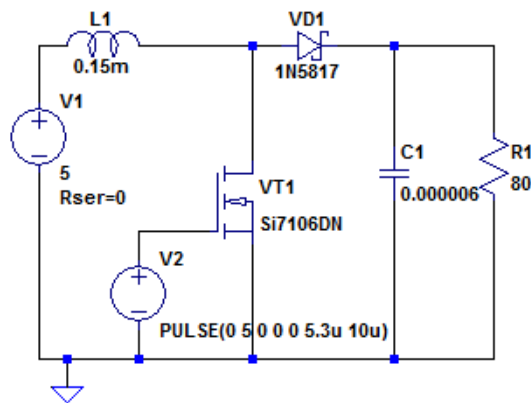 L1
0.15m
VD1
1N5817
V1
5
Rser=0
VT1
Si7106DN
C1
0.000006
R1
80
V2
PULSE(0 5 0 0 0 5.3u 10u)